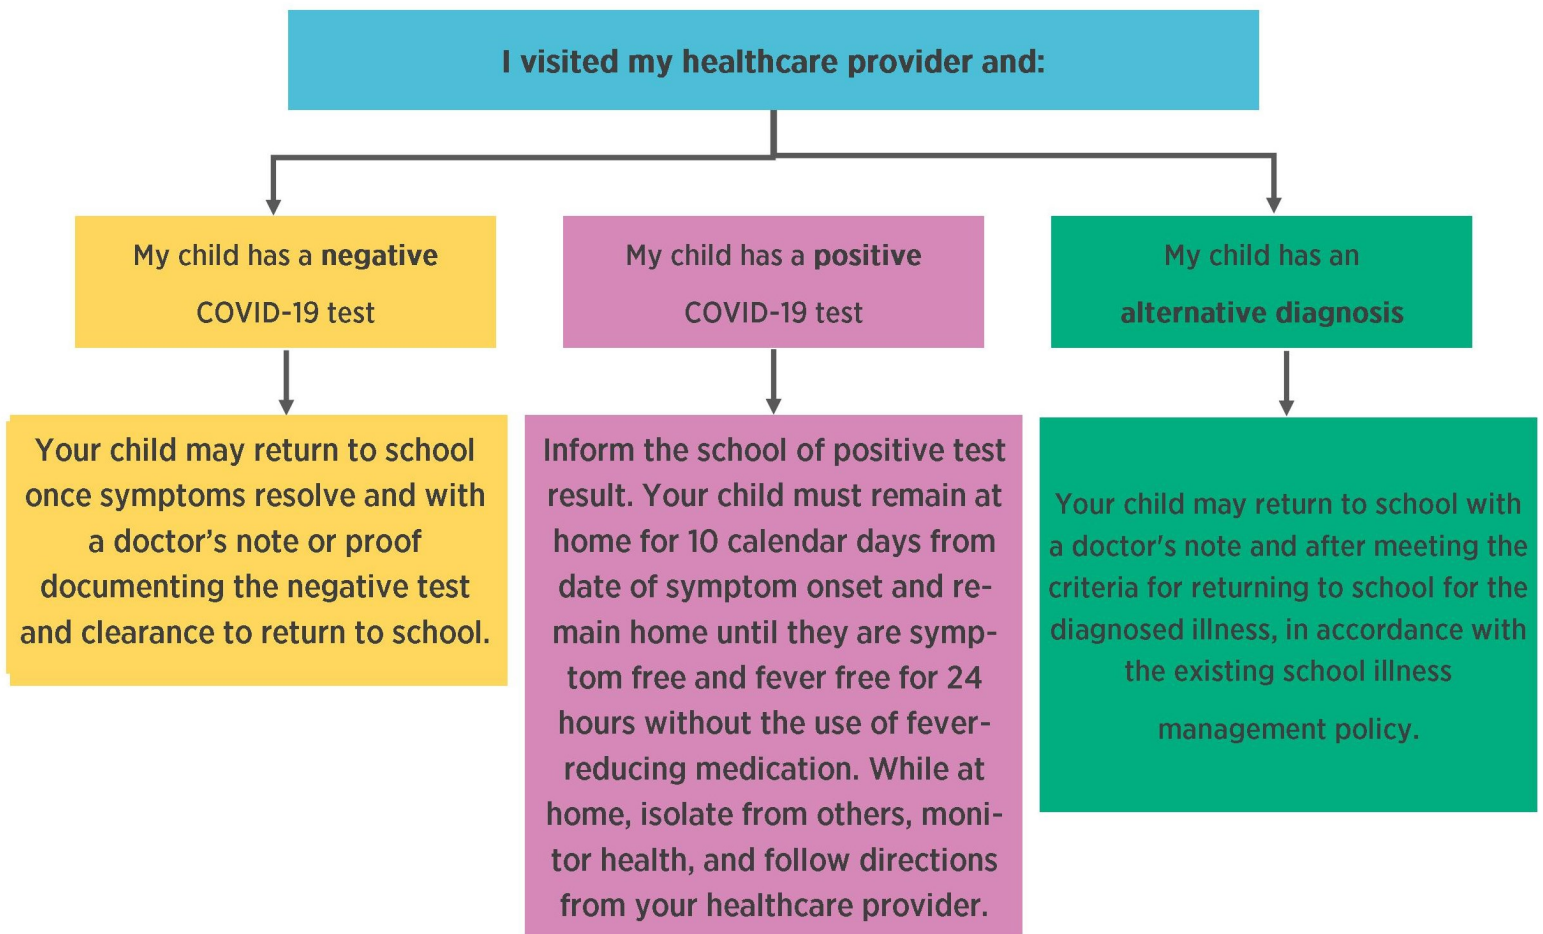 I visited my healthcare provider and:
My child has a negative
COVID-19 test
My child has a positive
COVID-19 test
My child has an
alternative diagnosis
Your child may return to school
once symptoms resolve and with
a doctor’s note or proof
documenting the negative test
and clearance to return to school.
Inform the school of positive test
result. Your child must remain at
home for 10 calendar days from
date of symptom onset and re-
main home until they are symp-
tom free and fever free for 24
hours without the use of fever-
reducing medication. While at
home, isolate from others, moni-
tor health, and follow directions
from your healthcare provider.
Your child may return to school with
a doctor's note and after meeting the
criteria for returning to school for the
diagnosed illness, in accordance with
the existing school illness
management policy.